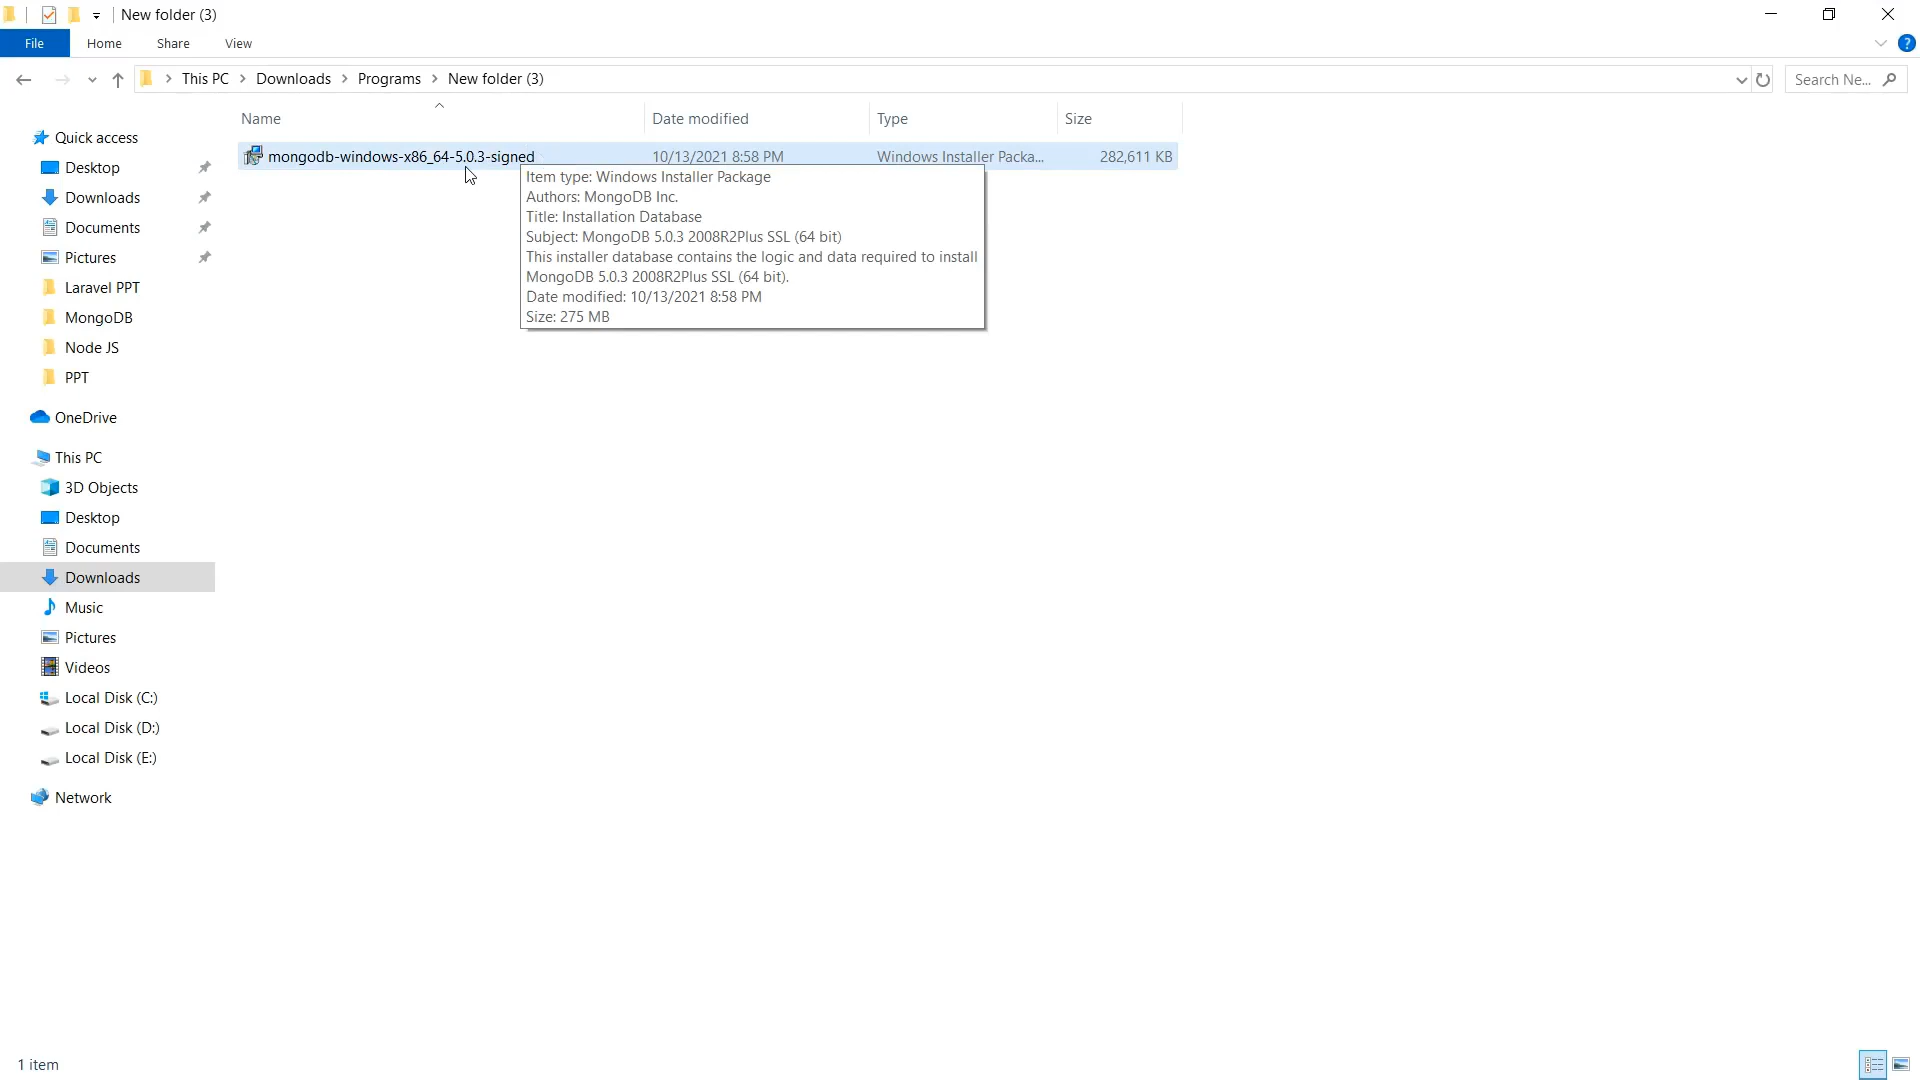 New folder (3)
File Home Share View
This PC Downloads Programs New folder (3)
Search Ne...
Name Date modified Type Size
mongodb-windows-x86_64-5.0.3-signed 10/13/2021 8:58 PM Windows Installer Packa... 282,611 KB
Item type: Windows Installer Package
Authors: MongoDB Inc.
Title: Installation Database
Subject: MongoDB 5.0.3 2008R2Plus SSL (64 bit)
This installer database contains the logic and data required to install
MongoDB 5.0.3 2008R2Plus SSL (64 bit).
Date modified: 10/13/2021 8:58 PM
Size: 275 MB
Quick access
Desktop
Downloads
Documents
Pictures
Laravel PPT
MongoDB
Node JS
PPT
OneDrive
This PC
3D Objects
Desktop
Documents
Downloads
Music
Pictures
Videos
Local Disk (C:)
Local Disk (D:)
Local Disk (E:)
Network
1 item